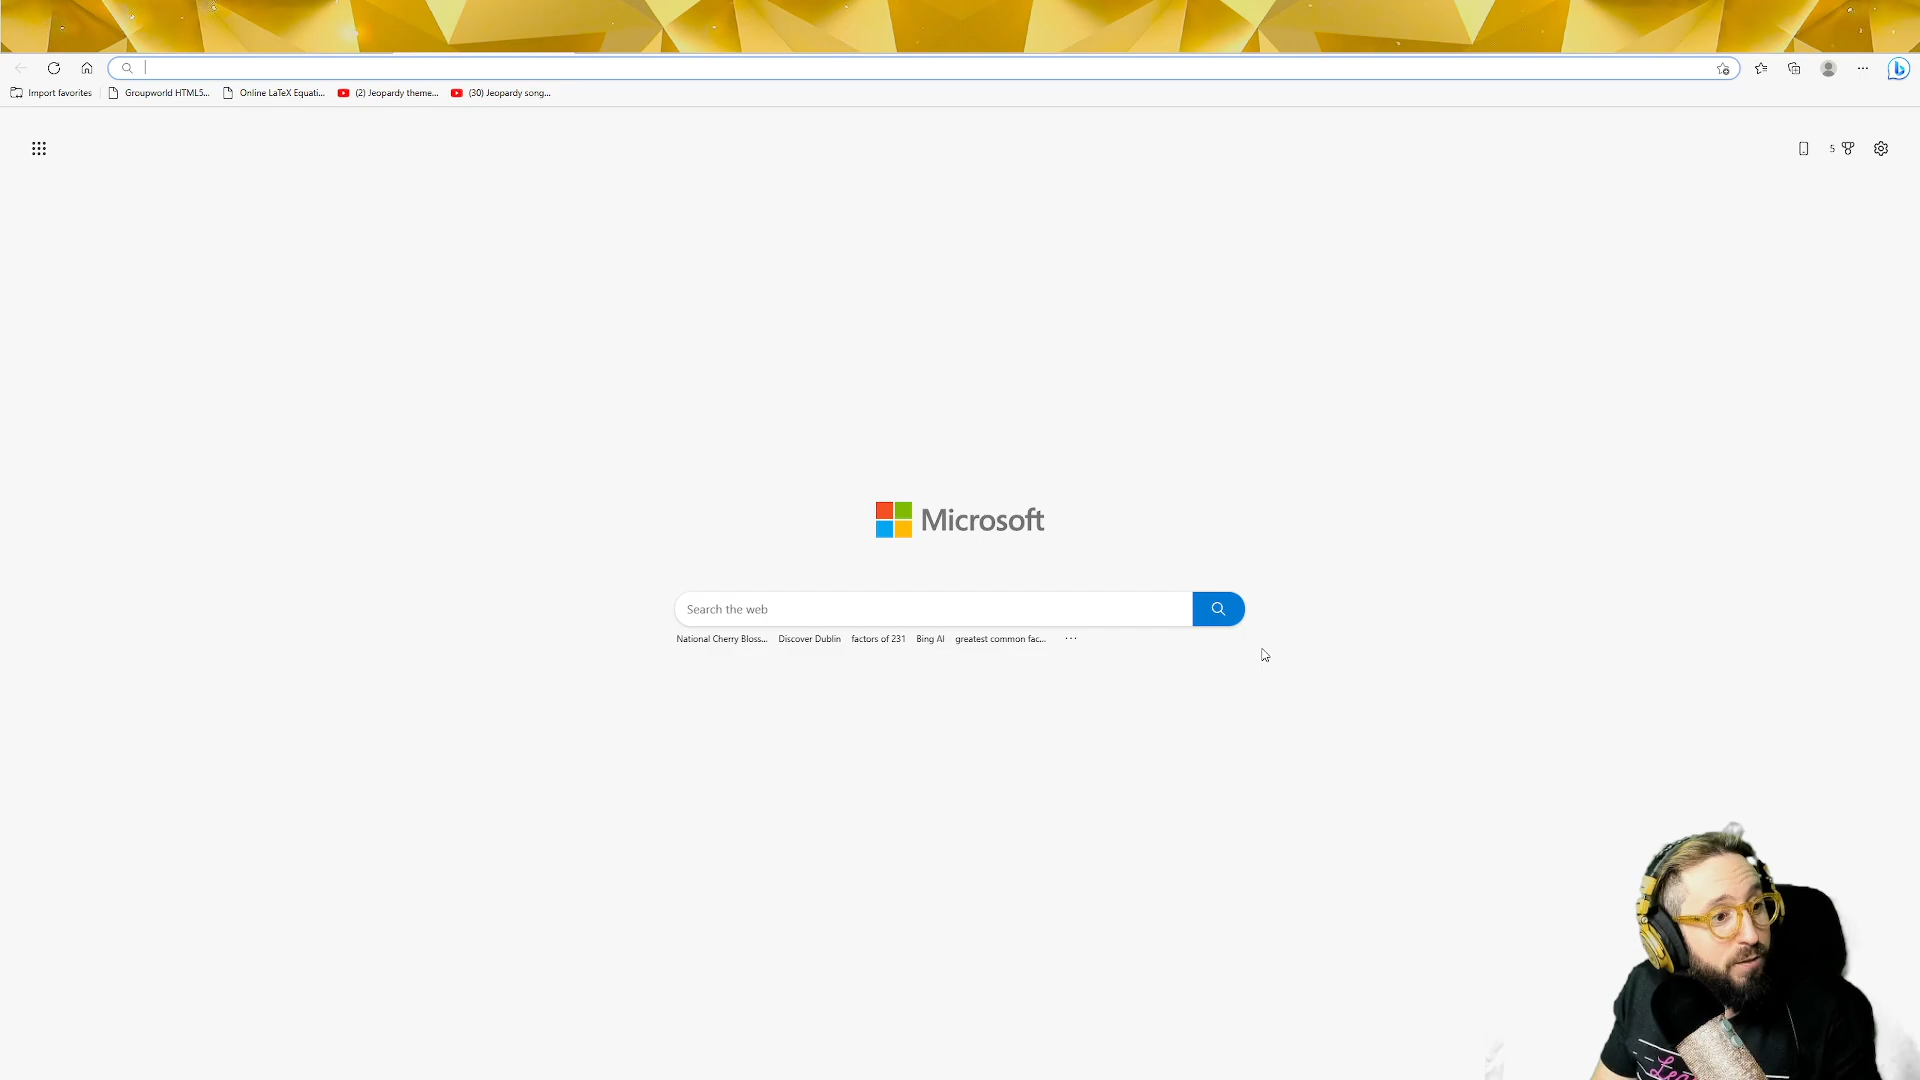 Import favorites
Groupworld HTML5...
Online LaTeX Equati...
(2) Jeopardy theme...
(30) Jeopardy song...
5
Microsoft
Search the web
National Cherry Bloss...
Discover Dublin
factors of 231
Bing AI
greatest common fac...